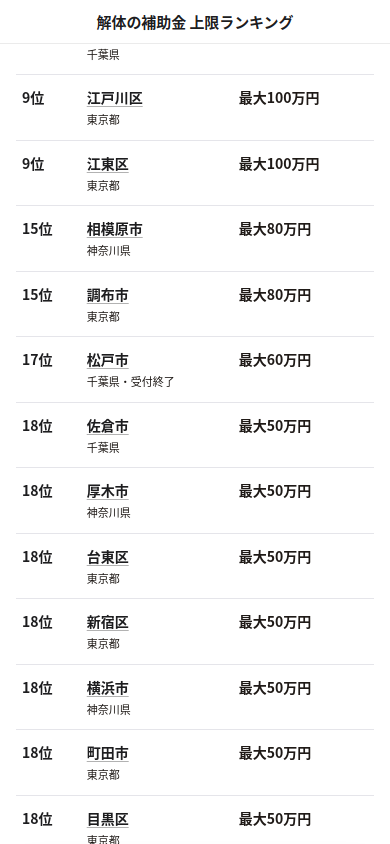 解体の補助金 上限ランキング
千葉県
9位 江戸川区 最大100万円
東京都
9位 江東区 最大100万円
東京都
15位 相模原市 最大80万円
神奈川県
15位 調布市 最大80万円
東京都
17位 松戸市 最大60万円
千葉県・受付終了
18位 佐倉市 最大50万円
千葉県
18位 厚木市 最大50万円
神奈川県
18位 台東区 最大50万円
東京都
18位 新宿区 最大50万円
東京都
18位 横浜市 最大50万円
神奈川県
18位 町田市 最大50万円
東京都
18位 目黒区 最大50万円
東京都